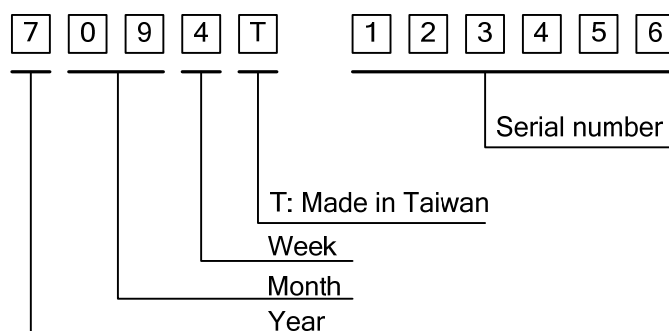 7 0 9 4 T 1 2 3 4 5 6
Serial number
T: Made in Taiwan
Week
Month
Year